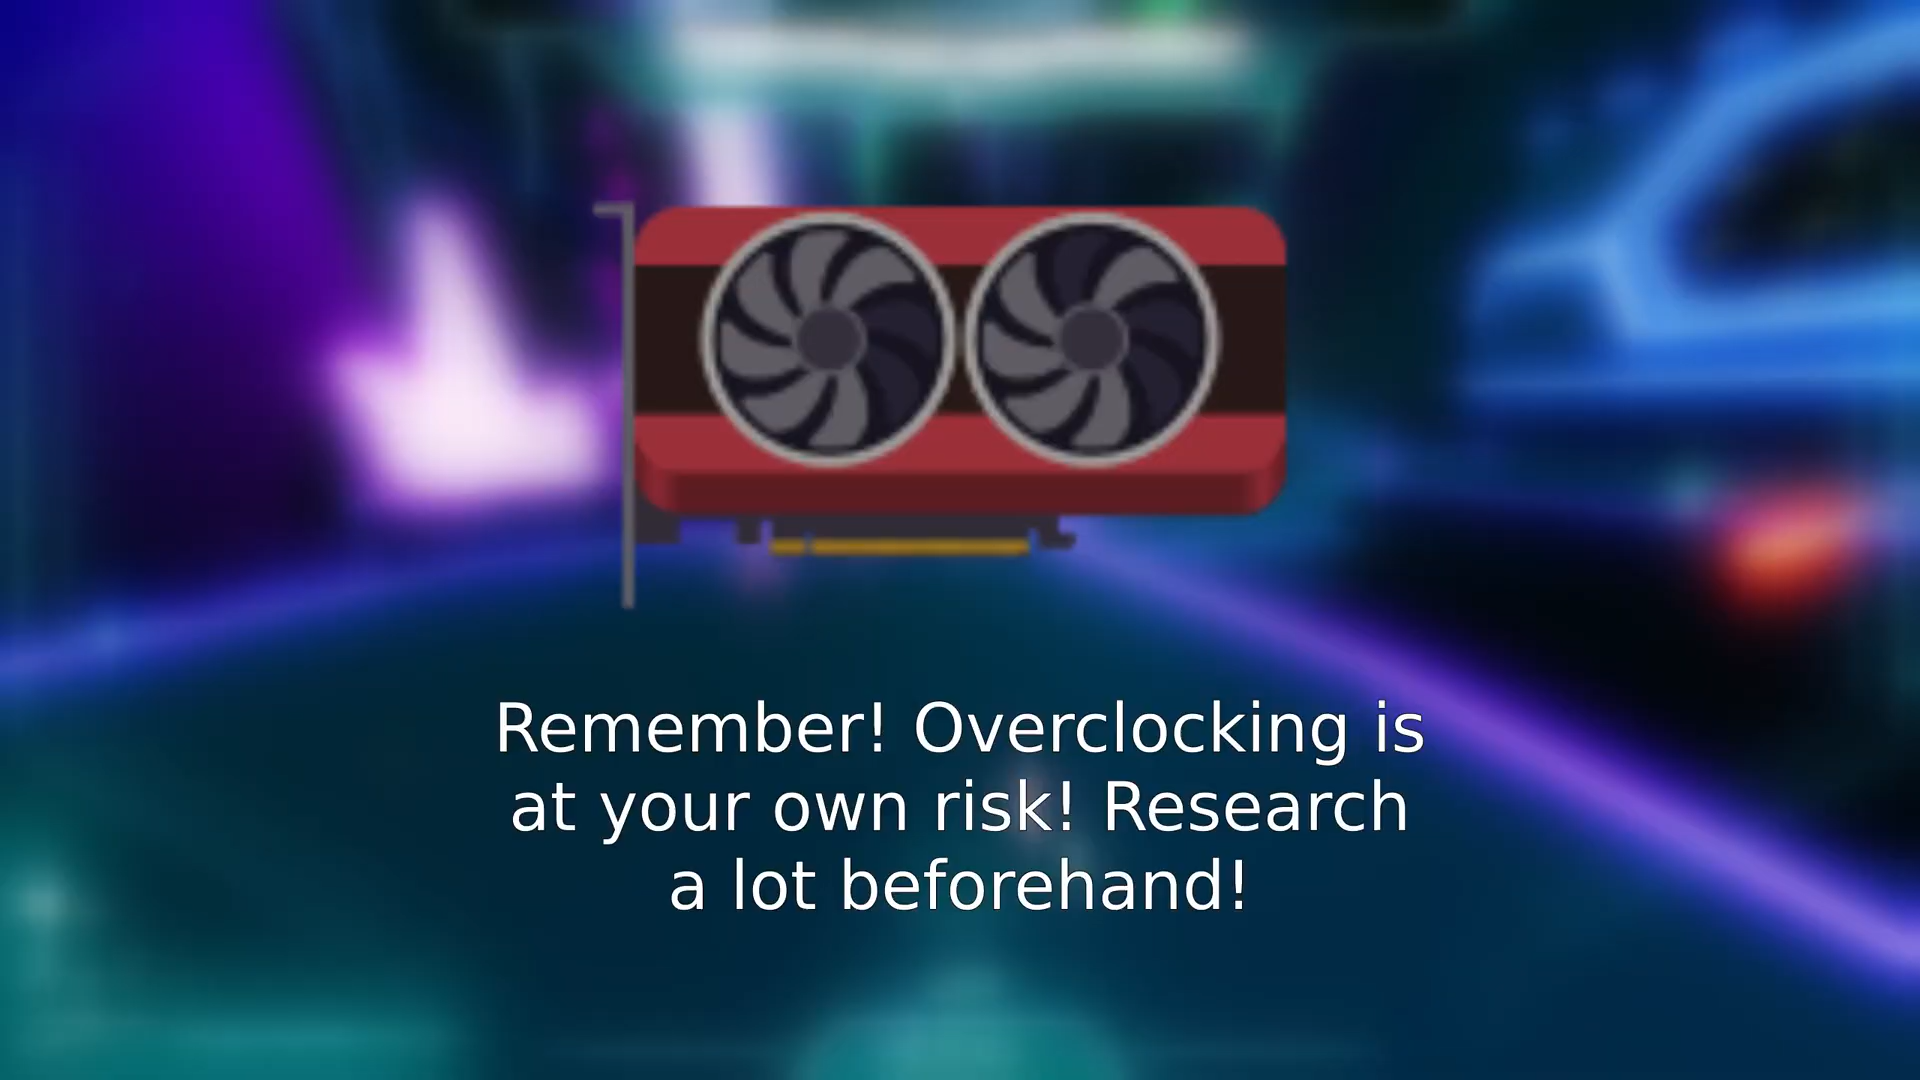 Remember! Overclocking is
at your own risk! Research
a lot beforehand!